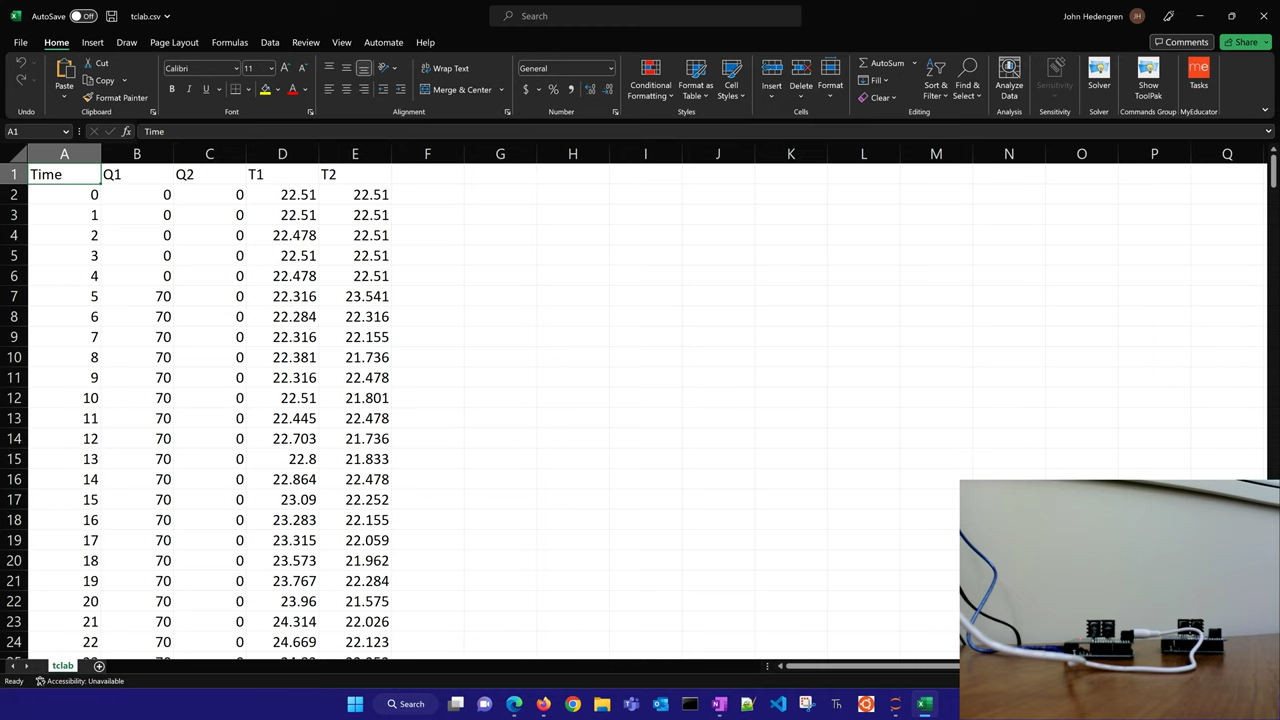 AutoSave Off tclab.csv Search John Hedengren JH
File Home Insert Draw Page Layout Formulas Data Review View Automate Help Comments Share
Cut
Copy
Format Painter
Paste
Calibri 11
B I U A
Wrap Text
Merge & Center
General
$ % ,
Conditional Formatting
Format as Table
Cell Styles
Insert Delete Format
AutoSum
Fill
Clear
Sort & Filter
Find & Select
Analyze Data
Sensitivity
Solver
Show ToolPak
me
Tasks
Undo Clipboard Font Alignment Number Styles Cells Editing Analysis Sensitivity Solver Commands Group MyEducator
A1 fx Time
A B C D E F G H I J K L M N O P Q
1 Time Q1 Q2 T1 T2
2 0 0 0 22.51 22.51
3 1 0 0 22.51 22.51
4 2 0 0 22.478 22.51
5 3 0 0 22.51 22.51
6 4 0 0 22.478 22.51
7 5 70 0 22.316 23.541
8 6 70 0 22.284 22.316
9 7 70 0 22.316 22.155
10 8 70 0 22.381 21.736
11 9 70 0 22.316 22.478
12 10 70 0 22.51 21.801
13 11 70 0 22.445 22.478
14 12 70 0 22.703 21.736
15 13 70 0 22.8 21.833
16 14 70 0 22.864 22.478
17 15 70 0 23.09 22.252
18 16 70 0 23.283 22.155
19 17 70 0 23.315 22.059
20 18 70 0 23.573 21.962
21 19 70 0 23.767 22.284
22 20 70 0 23.96 21.575
23 21 70 0 24.314 22.026
24 22 70 0 24.669 22.123
tclab
Ready Accessibility: Unavailable
Search Th